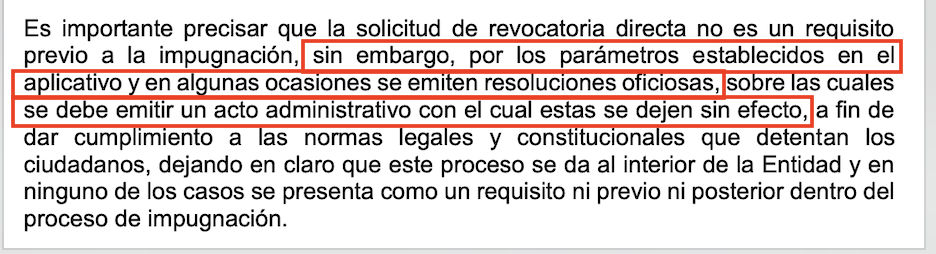 Es importante precisar que la solicitud de revocatoria directa no es un requisito
previo a la impugnación, sin embargo, por los parámetros establecidos en el
aplicativo y en algunas ocasiones se emiten resoluciones oficiosas, sobre las cuales
se debe emitir un acto administrativo con el cual estas se dejen sin efecto, a fin de
dar cumplimiento a las normas legales y constitucionales que detentan los
ciudadanos, dejando en claro que este proceso se da al interior de la Entidad y en
ninguno de los casos se presenta como un requisito ni previo ni posterior dentro del
proceso de impugnación.